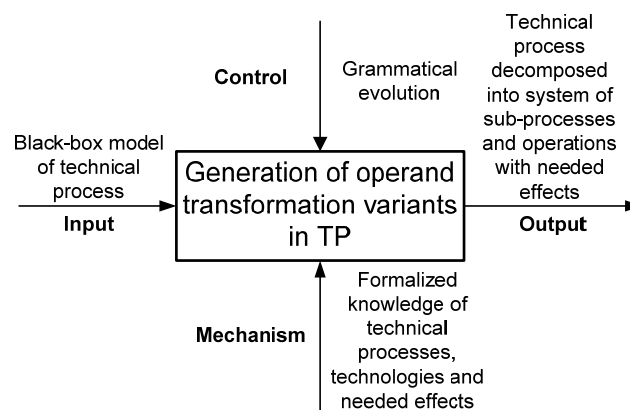 Control
Grammatical
evolution
Technical
process
decomposed
into system of
sub-processes
and operations
with needed
effects
Black-box model
of technical
process
Input
Generation of operand
transformation variants
in TP
Output
Mechanism
Formalized
knowledge of
technical
processes,
technologies and
needed effects